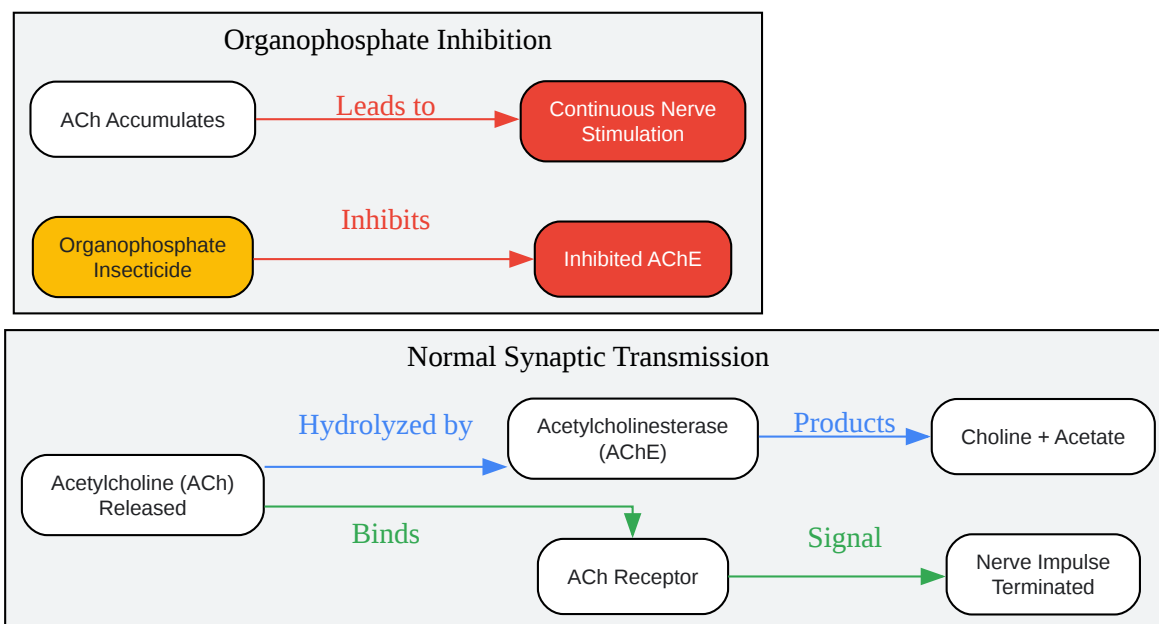 Organophosphate Inhibition
ACh Accumulates
Leads to
Continuous Nerve
Stimulation
Organophosphate
Insecticide
Inhibits
Inhibited AChE
Normal Synaptic Transmission
Acetylcholine (ACh)
Released
Hydrolyzed by
Acetylcholinesterase
(AChE)
Products
Choline + Acetate
Binds
ACh Receptor
Signal
Nerve Impulse
Terminated